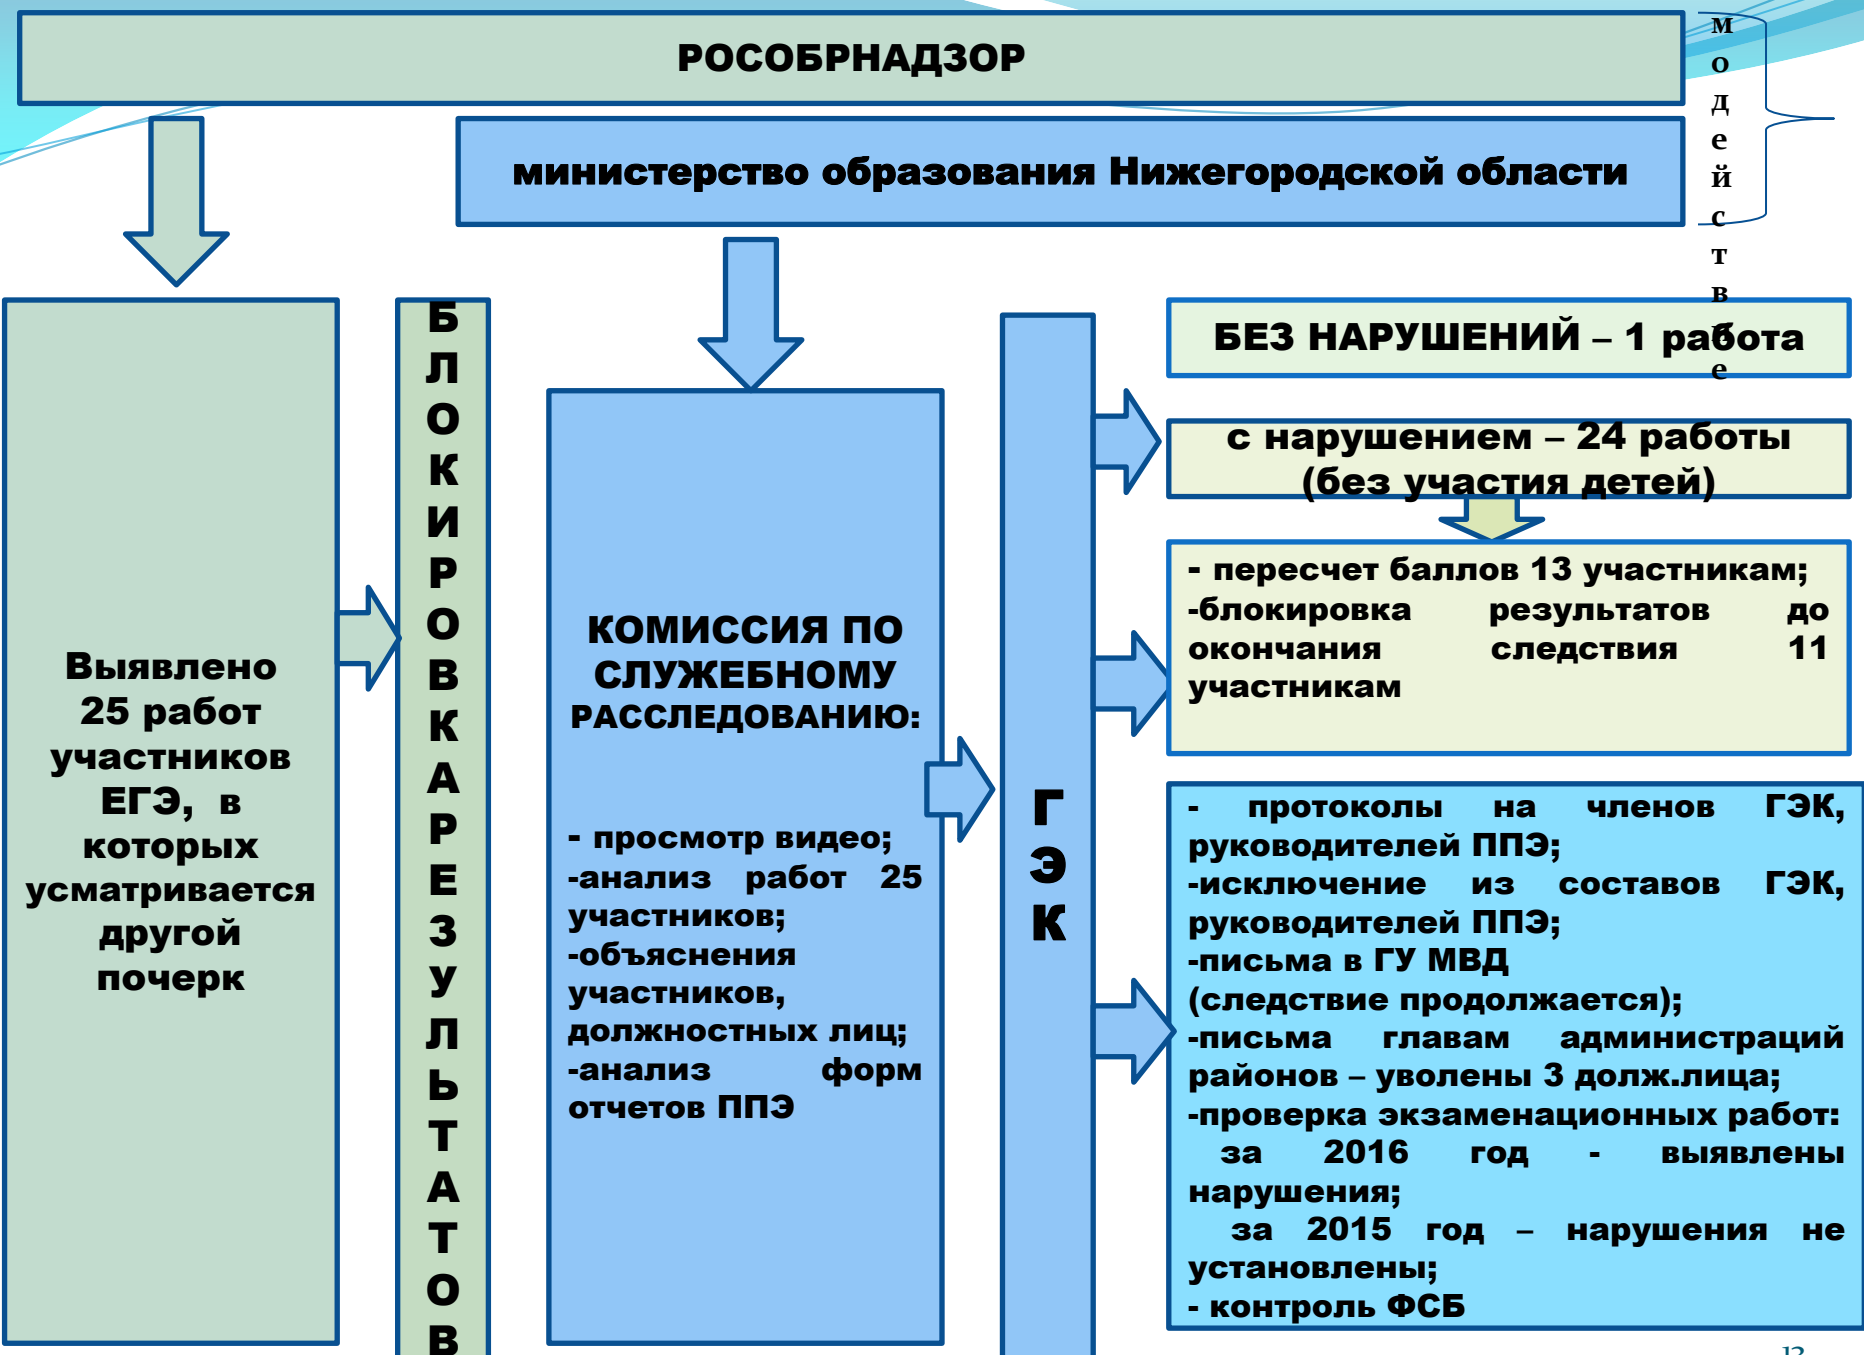 РОСОБРНАДЗОР
министерство образования Нижегородской области
модействие
Выявлено
25 работ
участников
ЕГЭ, в
которых
усматривается
другой
почерк
БЛОКИРОВКА РЕЗУЛЬТАТОВ
КОМИССИЯ ПО
СЛУЖЕБНОМУ
РАССЛЕДОВАНИЮ:
- просмотр видео;
-анализ работ 25
участников;
-объяснения
участников,
должностных лиц;
-анализ форм
отчетов ППЭ
ГЭК
БЕЗ НАРУШЕНИЙ – 1 работа
с нарушением – 24 работы
(без участия детей)
- пересчет баллов 13 участникам;
-блокировка результатов до
окончания следствия 11
участникам
- протоколы на членов ГЭК,
руководителей ППЭ;
-исключение из составов ГЭК,
руководителей ППЭ;
-письма в ГУ МВД
(следствие продолжается);
-письма главам администраций
районов – уволены 3 долж.лица;
-проверка экзаменационных работ:
за 2016 год - выявлены
нарушения;
за 2015 год – нарушения не
установлены;
- контроль ФСБ